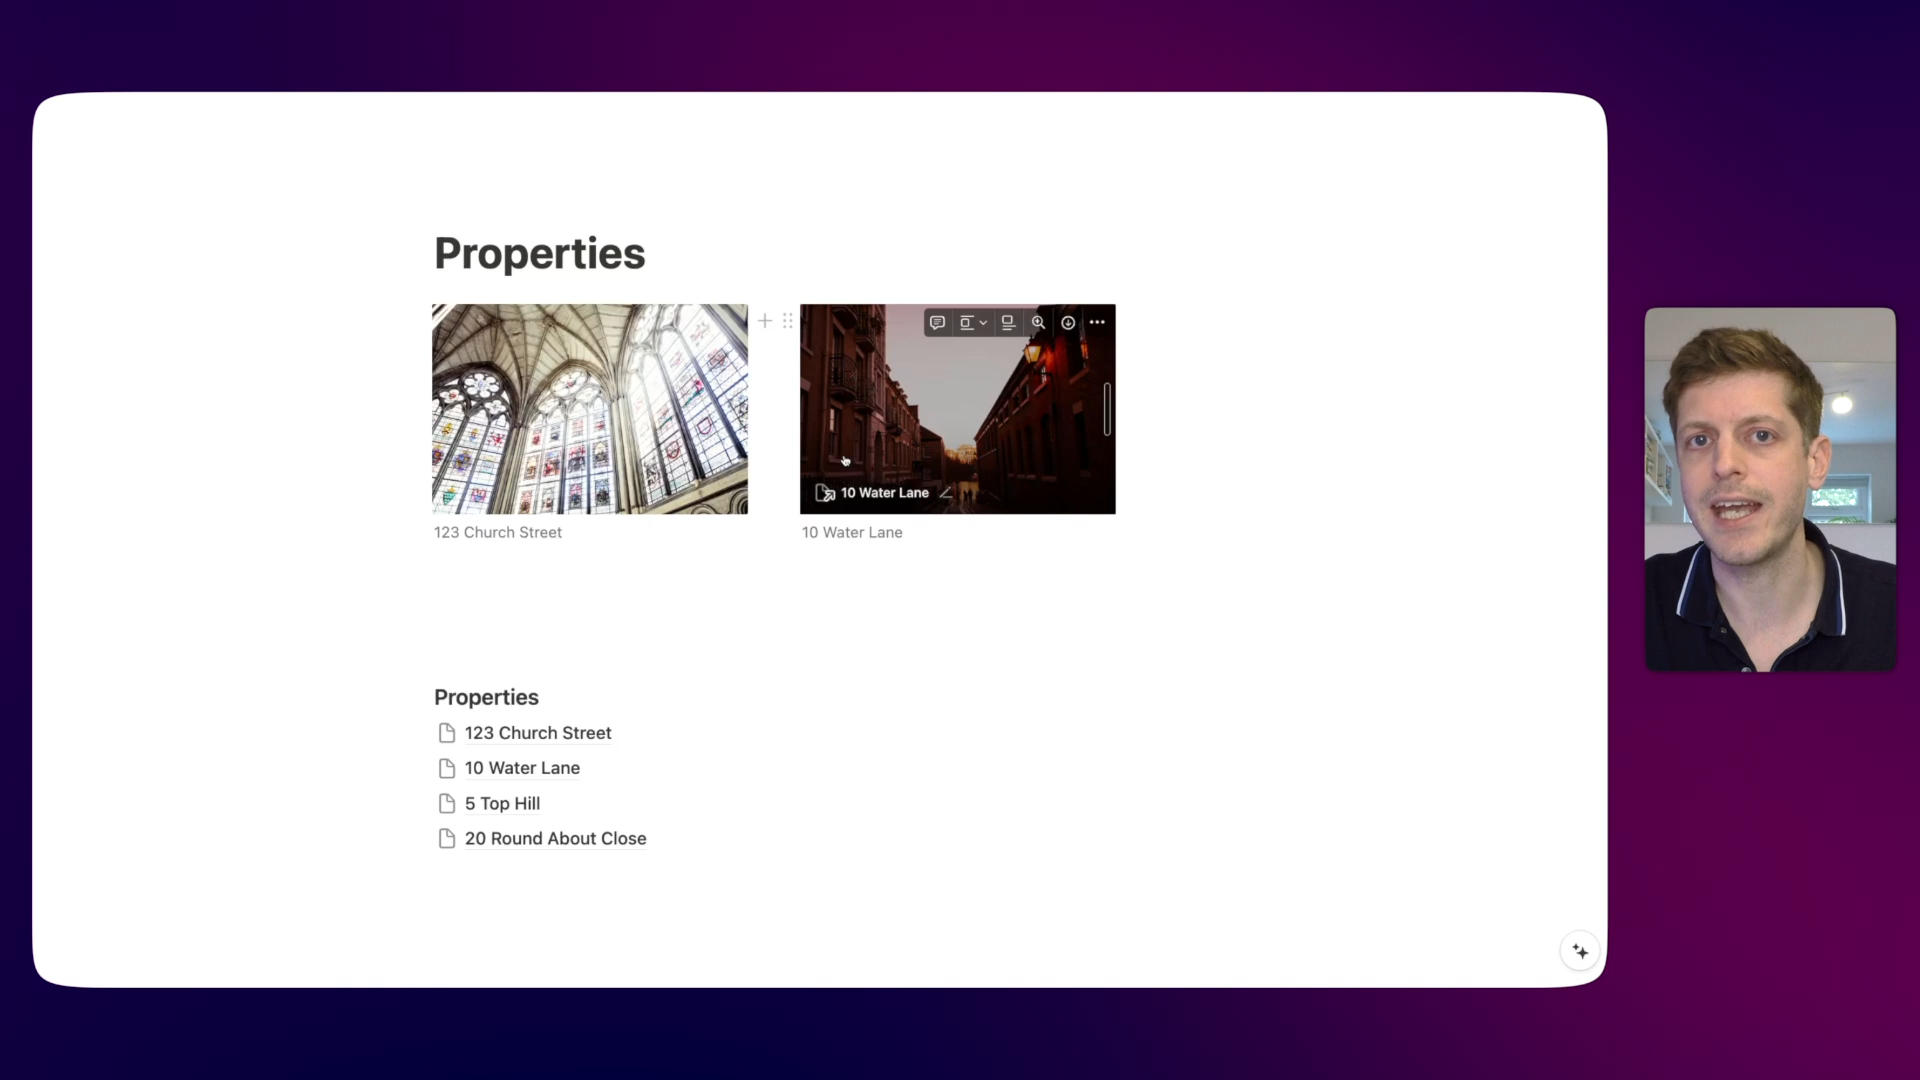 Properties
10 Water Lane
123 Church Street
10 Water Lane
Properties
123 Church Street
10 Water Lane
5 Top Hill
20 Round About Close